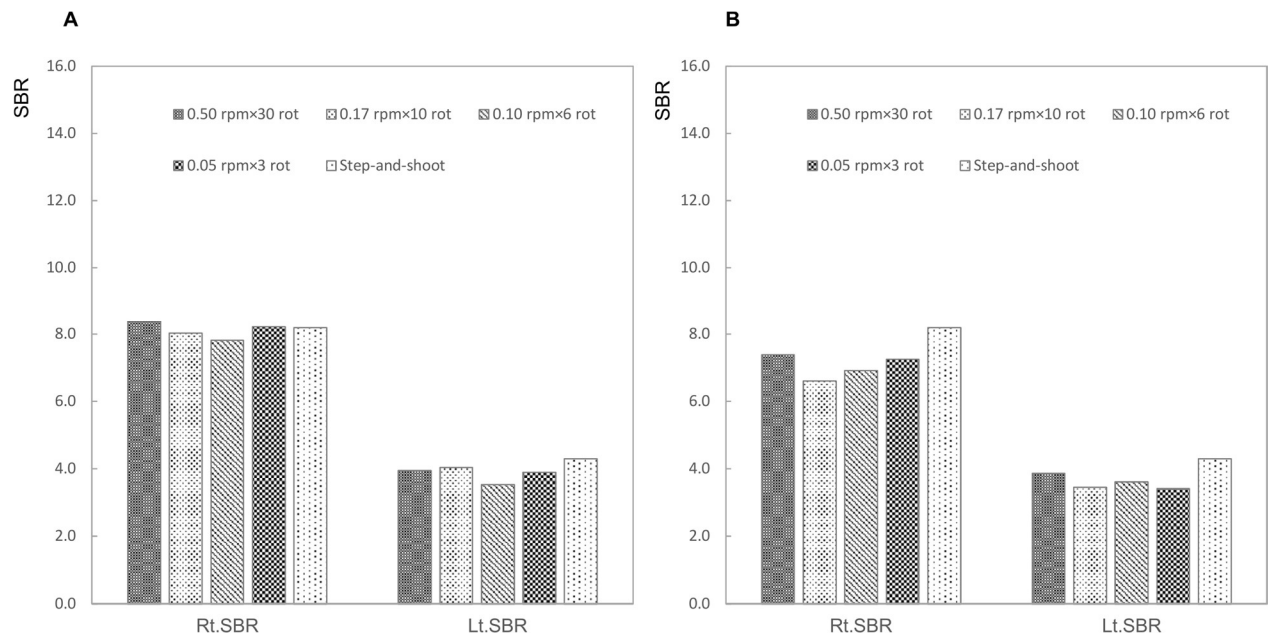 A
SBR
16.0
14.0
12.0
10.0
8.0
6.0
4.0
2.0
0.0
0.50 rpm×30 rot 0.17 rpm×10 rot 0.10 rpm×6 rot
0.05 rpm×3 rot Step-and-shoot
Rt.SBR Lt.SBR
B
SBR
16.0
14.0
12.0
10.0
8.0
6.0
4.0
2.0
0.0
0.50 rpm×30 rot 0.17 rpm×10 rot 0.10 rpm×6 rot
0.05 rpm×3 rot Step-and-shoot
Rt.SBR Lt.SBR